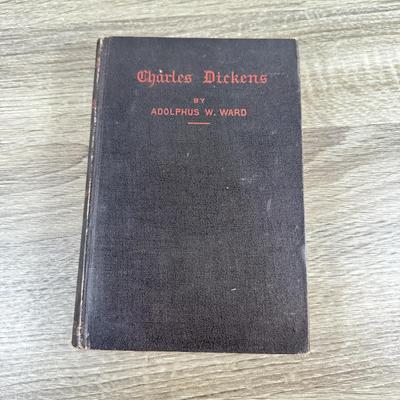 Charles Dickens
BY
ADOLPHUS W. WARD